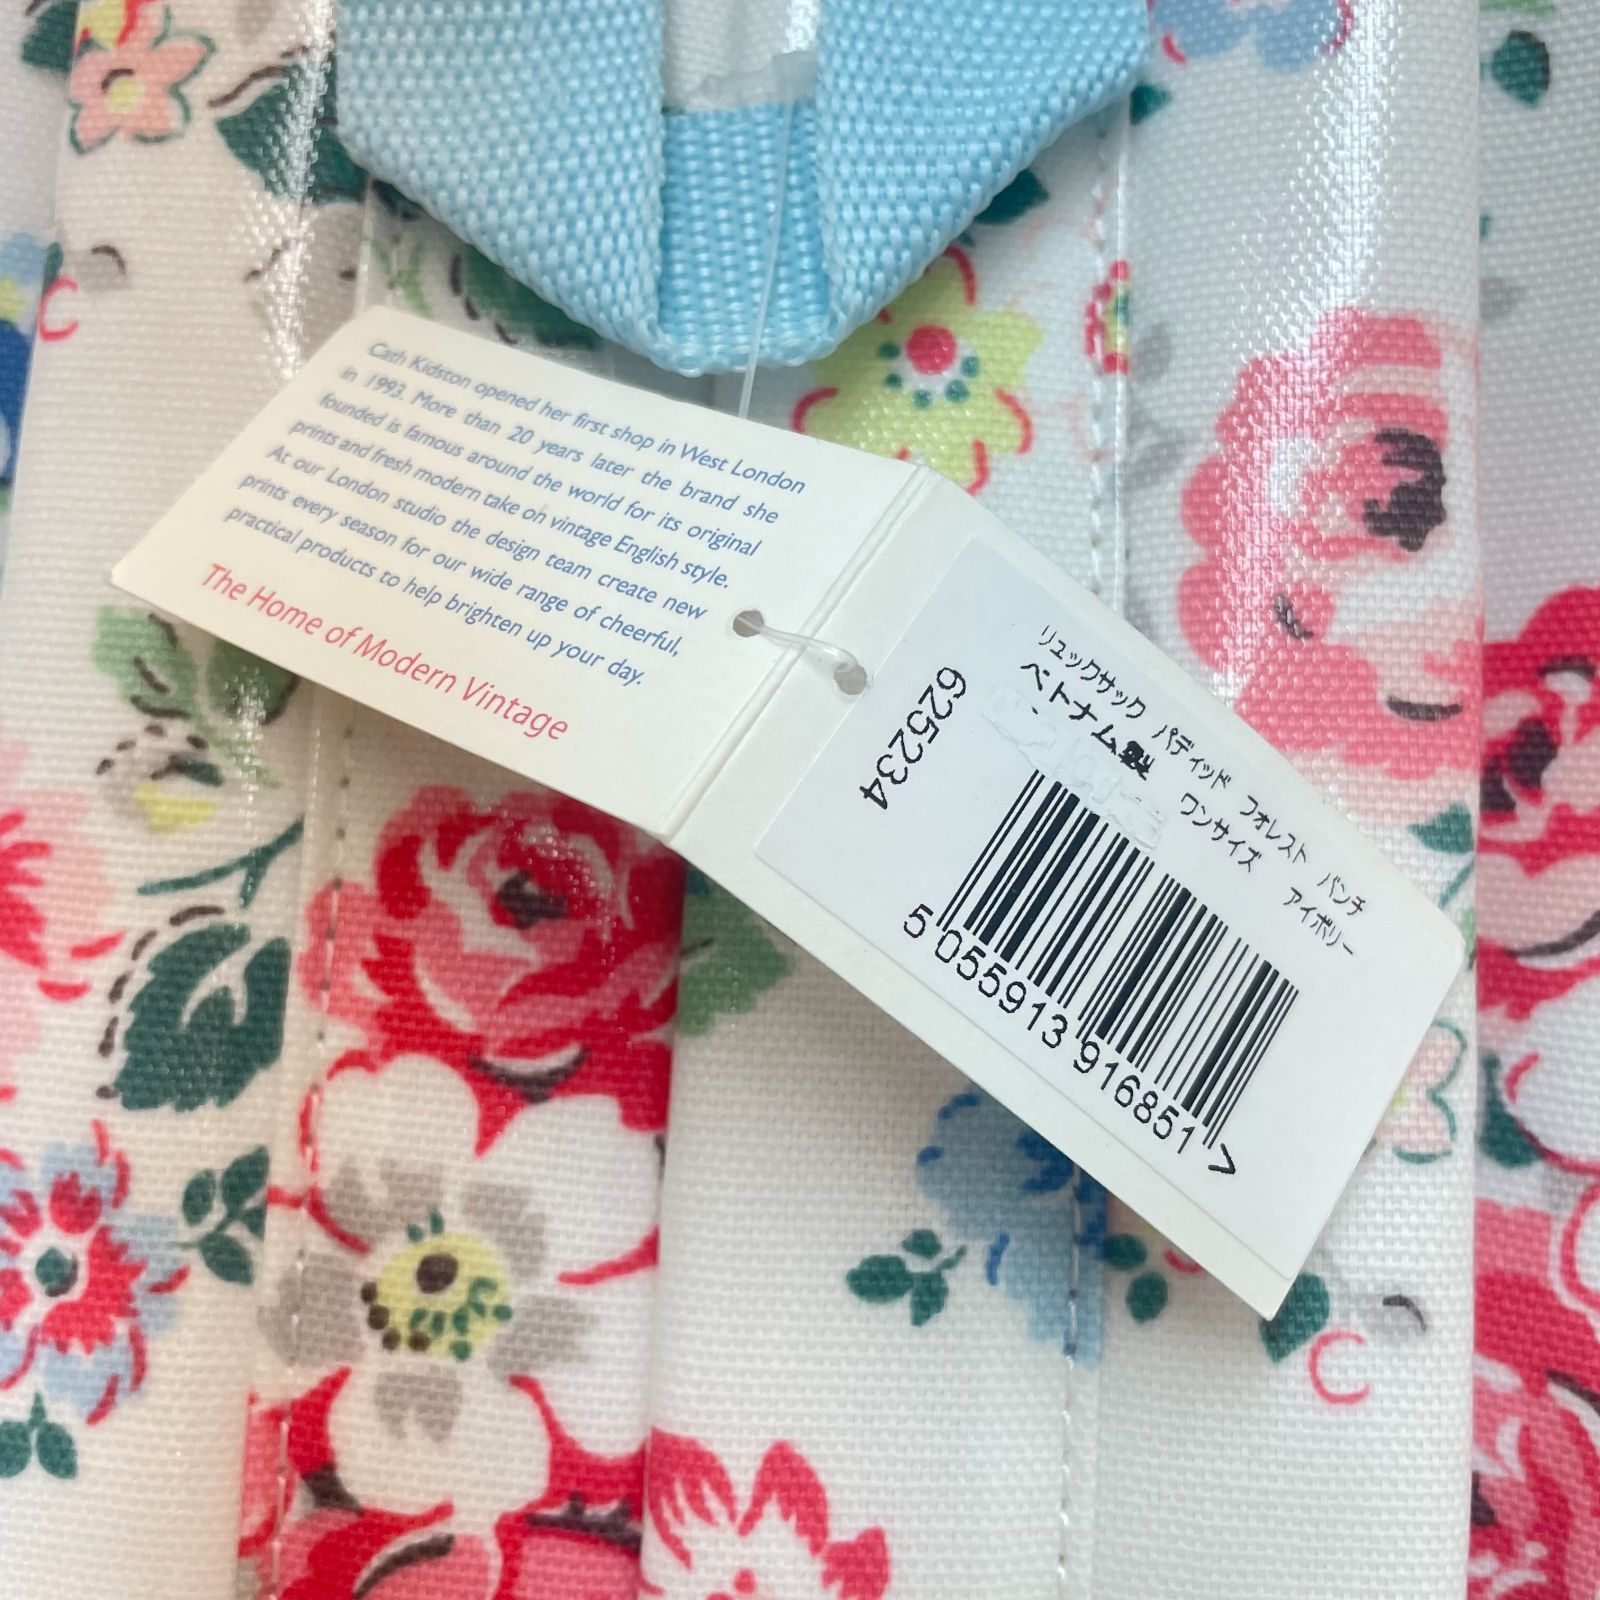 Cath Kidston opened her first shop in West London
in 1993. More than 20 years later the brand she
founded is famous around the world for its original
prints and fresh modern take on vintage English style.
At our London studio the design team create new
prints every season for our wide range of cheerful,
practical products to help brighten up your day.
The Home of Modern Vintage
625234
リュックサック パディッド フォレスト バンチ
ベトナム製 ワンサイズ アイボリー
5 055913 916851 >